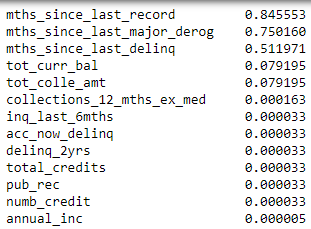 mths_since_last_record 0.845553
mths_since_last_major_derog 0.750160
mths_since_last_delinq 0.511971
tot_curr_bal 0.079195
tot_colle_amt 0.079195
collections_12_mths_ex_med 0.000163
inq_last_6mths 0.000033
acc_now_delinq 0.000033
delinq_2yrs 0.000033
total_credits 0.000033
pub_rec 0.000033
numb_credit 0.000033
annual_inc 0.000005